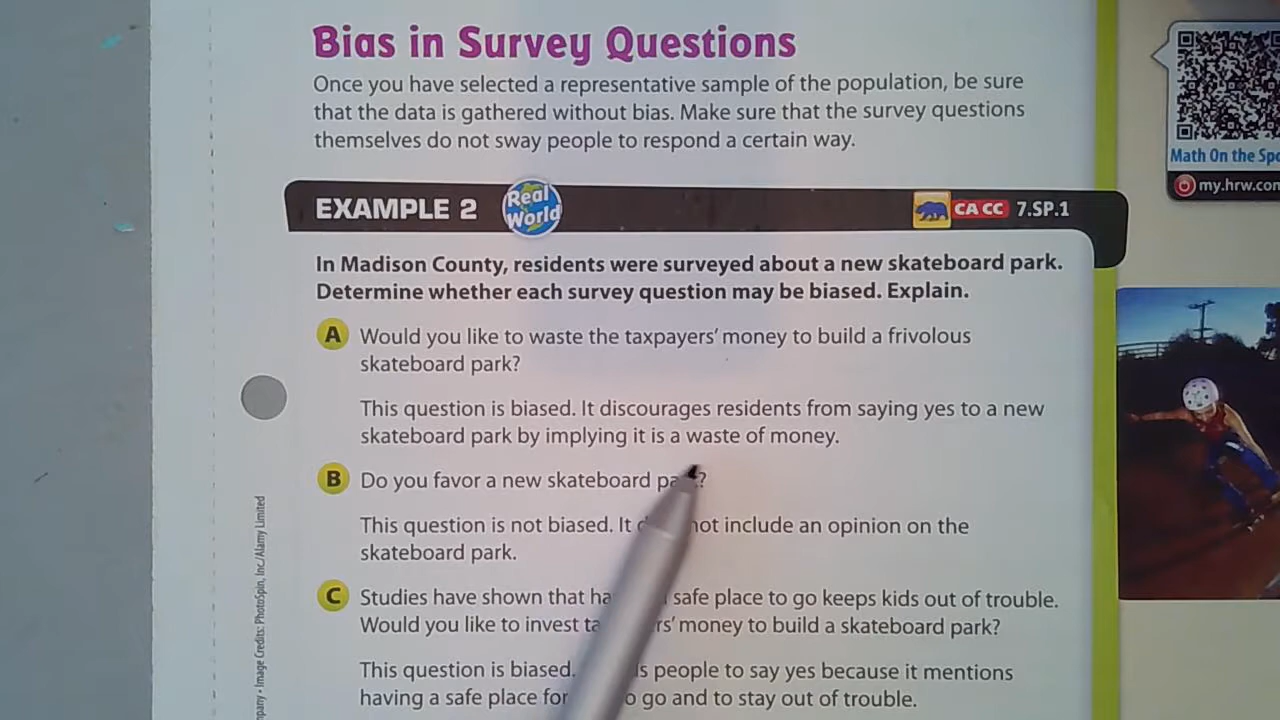 Bias in Survey Questions
Once you have selected a representative sample of the population, be sure
that the data is gathered without bias. Make sure that the survey questions
themselves do not sway people to respond a certain way.
Math On the
my.hrw.com
EXAMPLE 2
Real
World
CA CC 7.SP.1
In Madison County, residents were surveyed about a new skateboard park.
Determine whether each survey question may be biased. Explain.
A Would you like to waste the taxpayers' money to build a frivolous
skateboard park?
This question is biased. It discourages residents from saying yes to a new
skateboard park by implying it is a waste of money.
B Do you favor a new skateboard ?
This question is not biased. It not include an opinion on the
skateboard park.
C Studies have shown that safe place to go keeps kids out of trouble.
Would you like to invest money to build a skateboard park?
This question is biased. people to say yes because it mentions
having a safe place for go and to stay out of trouble.
• Image Credits: PhotoSpin, Inc./Alamy Limited